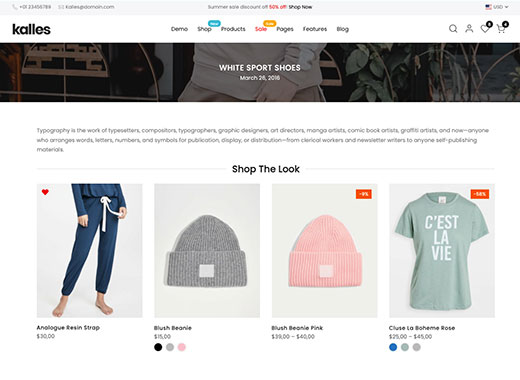 +01 23456789
kalles@domain.com
Summer sale discount off 50% off! Shop Now
USD
kalles
Demo
Shop
New
Products
Sale
Sale
Pages
Features
Blog
0
0
WHITE SPORT SHOES
March 26, 2018
Typography is the work of typesetters, compositors, typographers, graphic designers, art directors, manga artists, comic book artists, graffiti artists, and now—anyone
who arranges words, letters, numbers, and symbols for publication, display, or distribution—from clerical workers and newsletter writers to anyone self-publishing
materials.
Shop The Look
-9%
-58%
C'EST
LA
VIE
Analogue Resin Strap
$30,00
Blush Beanie
$15,00
Blush Beanie Pink
$39,00 – $40,00
Cluse La Boheme Rose
$25,00 – $45,00